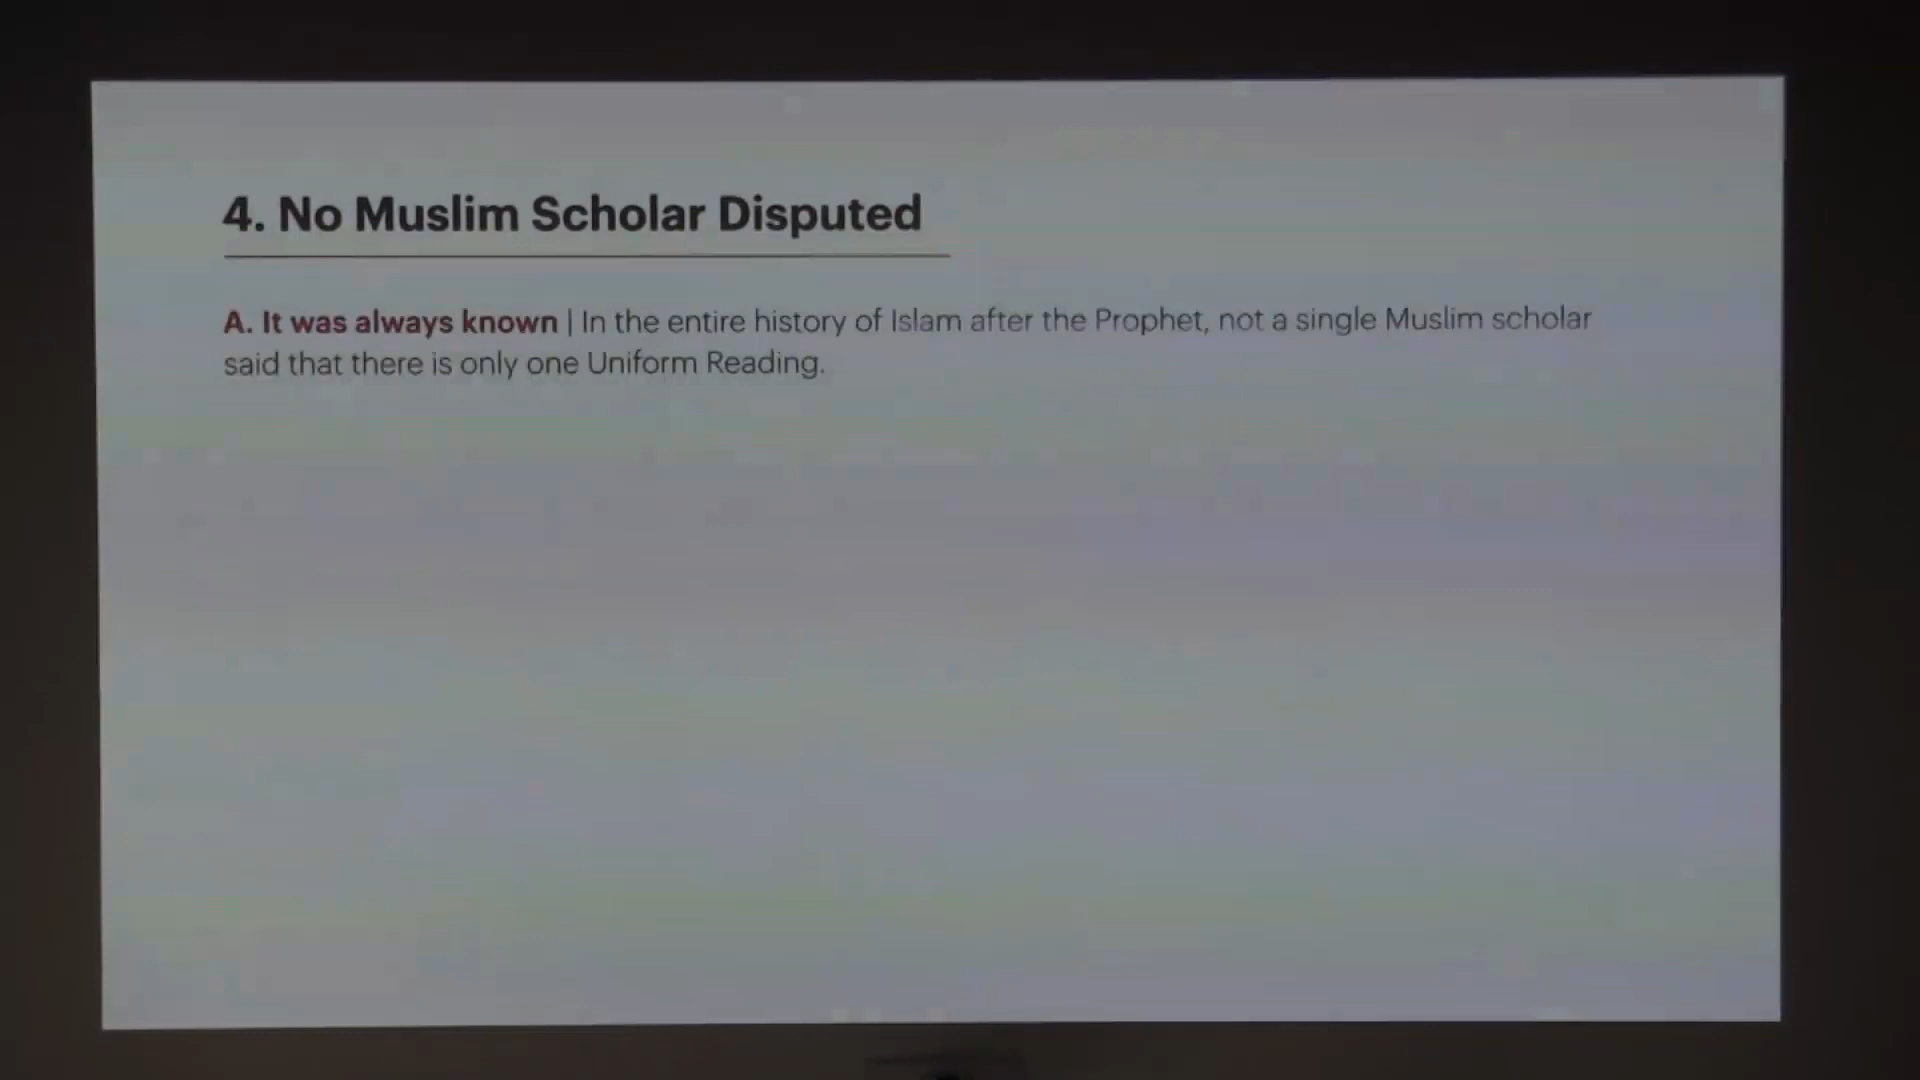 4. No Muslim Scholar Disputed
A. It was always known | In the entire history of Islam after the Prophet, not a single Muslim scholar
said that there is only one Uniform Reading.